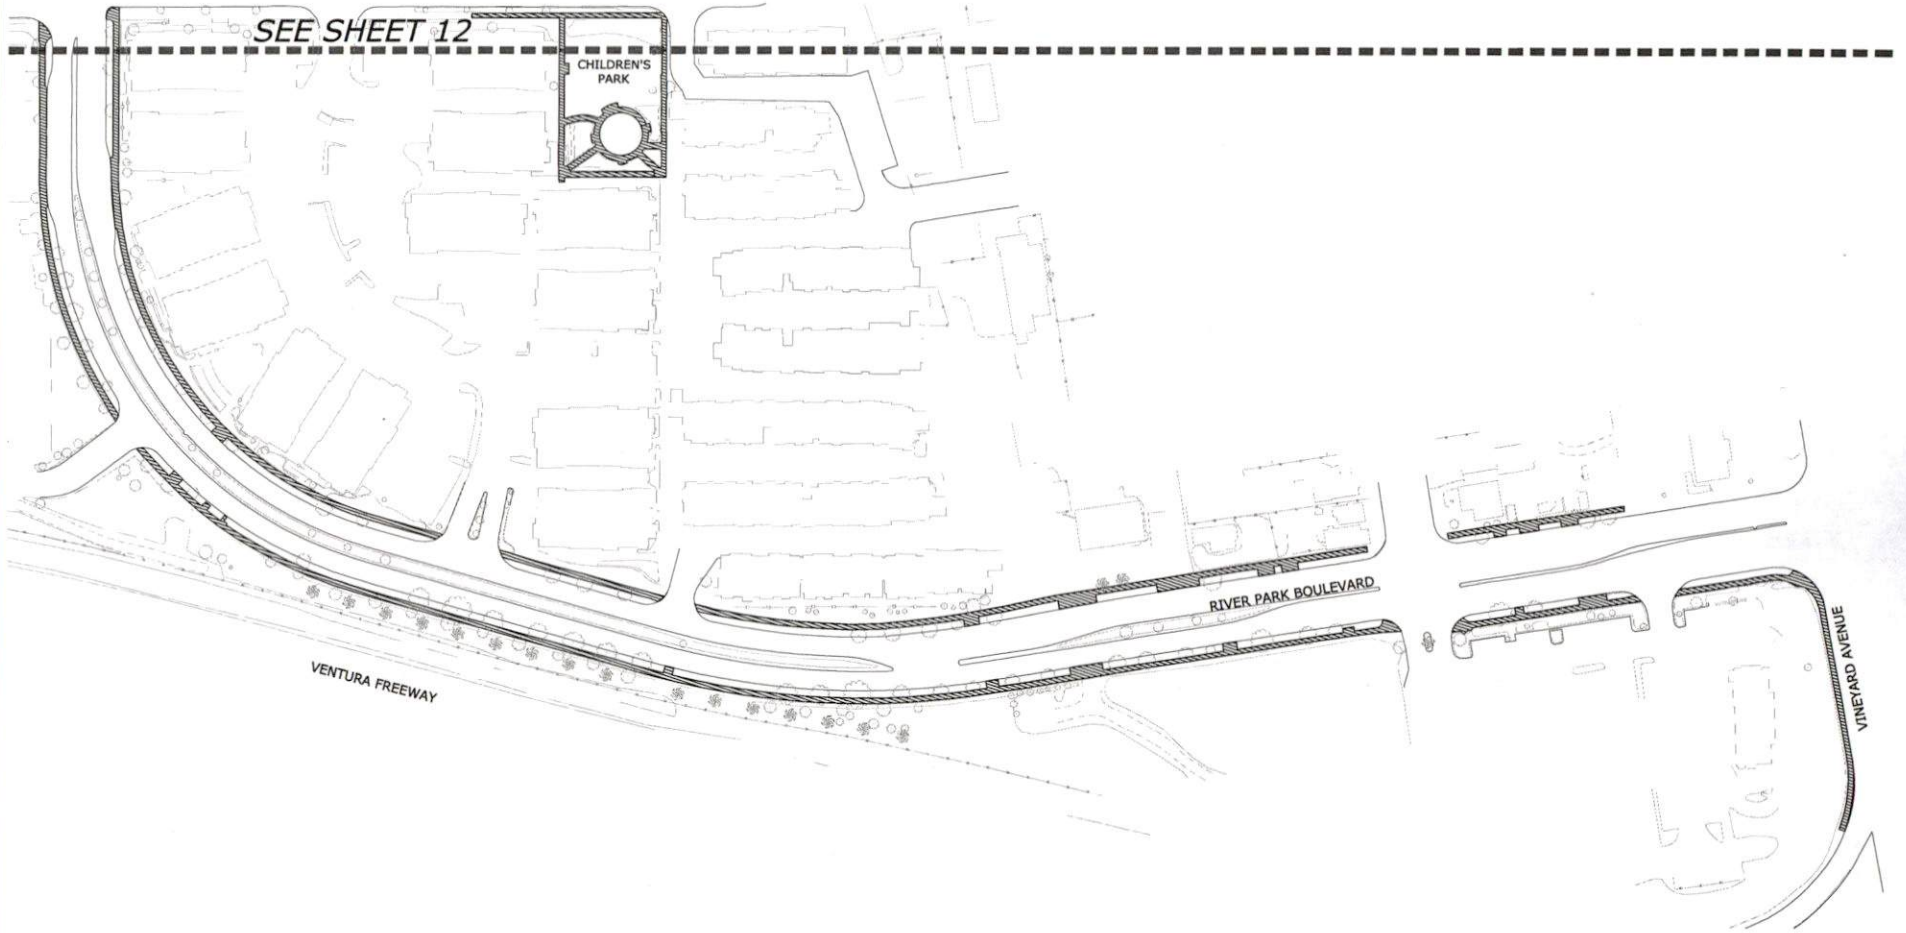 SEE SHEET 12
CHILDREN'S
PARK
RIVER PARK BOULEVARD
VINEYARD AVENUE
VENTURA FREEWAY